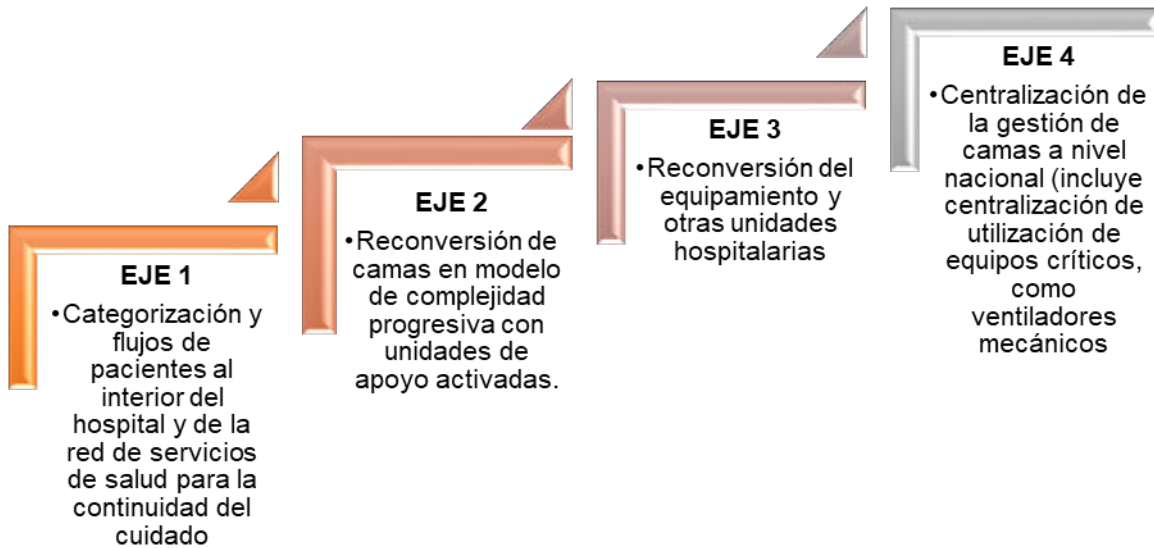 EJE 1
•Categorización y
flujos de
pacientes al
interior del
hospital y de la
red de servicios
de salud para la
continuidad del
cuidado
EJE 2
•Reconversión de
camas en modelo
de complejidad
progresiva con
unidades de
apoyo activadas.
EJE 3
•Reconversión del
equipamiento y
otras unidades
hospitalarias
EJE 4
•Centralización de
la gestión de
camas a nivel
nacional (incluye
centralización de
utilización de
equipos críticos,
como
ventiladores
mecánicos